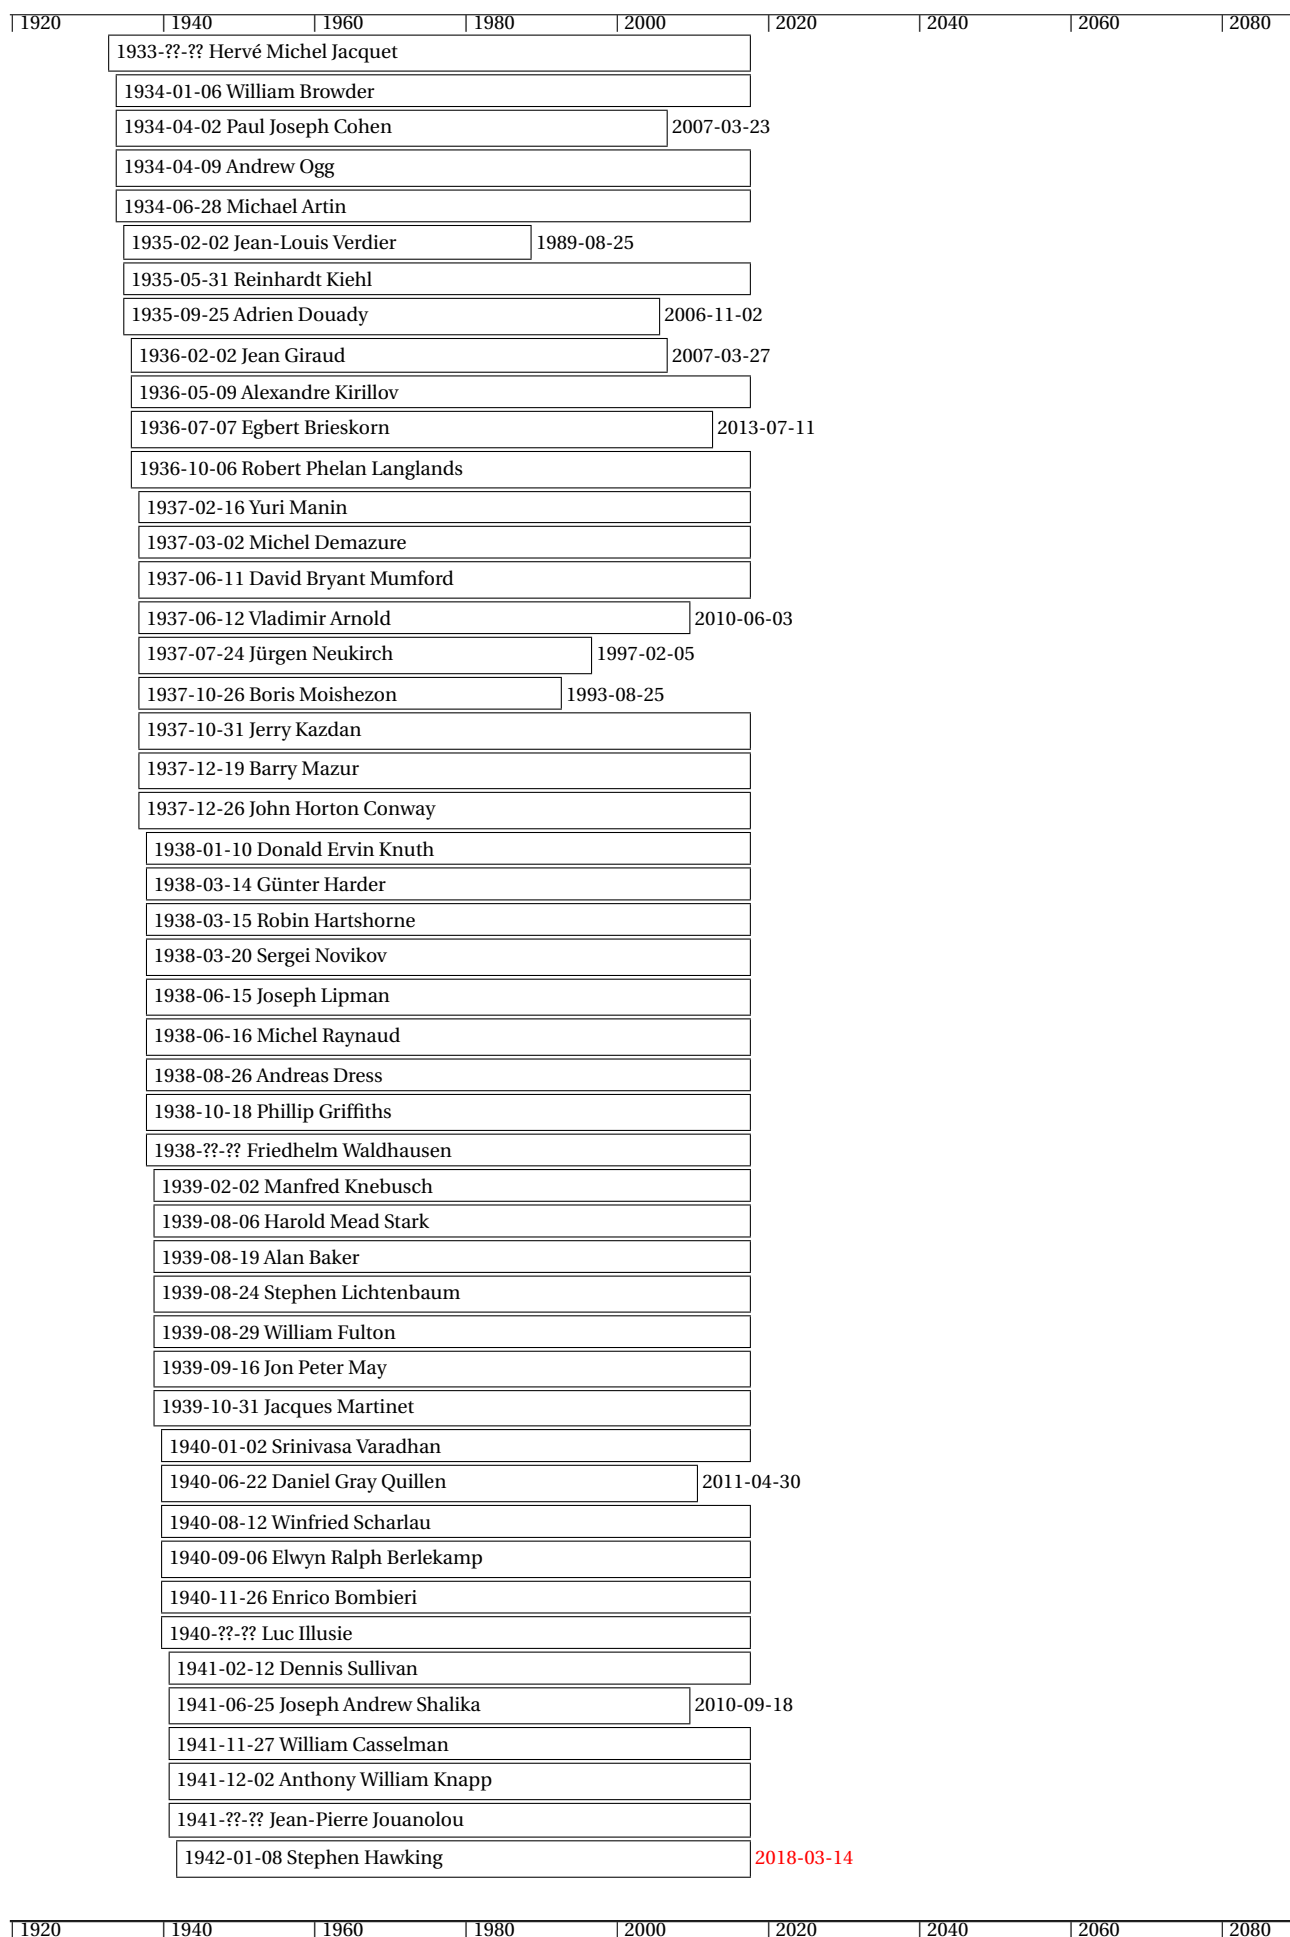 1920 1940 1960 1980 2000 2020 2040 2060 2080
1933-??-?? Hervé Michel Jacquet
1934-01-06 William Browder
1934-04-02 Paul Joseph Cohen 2007-03-23
1934-04-09 Andrew Ogg
1934-06-28 Michael Artin
1935-02-02 Jean-Louis Verdier 1989-08-25
1935-05-31 Reinhardt Kiehl
1935-09-25 Adrien Douady 2006-11-02
1936-02-02 Jean Giraud 2007-03-27
1936-05-09 Alexandre Kirillov
1936-07-07 Egbert Brieskorn 2013-07-11
1936-10-06 Robert Phelan Langlands
1937-02-16 Yuri Manin
1937-03-02 Michel Demazure
1937-06-11 David Bryant Mumford
1937-06-12 Vladimir Arnold 2010-06-03
1937-07-24 Jürgen Neukirch 1997-02-05
1937-10-26 Boris Moishezon 1993-08-25
1937-10-31 Jerry Kazdan
1937-12-19 Barry Mazur
1937-12-26 John Horton Conway
1938-01-10 Donald Ervin Knuth
1938-03-14 Günter Harder
1938-03-15 Robin Hartshorne
1938-03-20 Sergei Novikov
1938-06-15 Joseph Lipman
1938-06-16 Michel Raynaud
1938-08-26 Andreas Dress
1938-10-18 Phillip Griffiths
1938-??-?? Friedhelm Waldhausen
1939-02-02 Manfred Knebusch
1939-08-06 Harold Mead Stark
1939-08-19 Alan Baker
1939-08-24 Stephen Lichtenbaum
1939-08-29 William Fulton
1939-09-16 Jon Peter May
1939-10-31 Jacques Martinet
1940-01-02 Srinivasa Varadhan
1940-06-22 Daniel Gray Quillen 2011-04-30
1940-08-12 Winfried Scharlau
1940-09-06 Elwyn Ralph Berlekamp
1940-11-26 Enrico Bombieri
1940-??-?? Luc Illusie
1941-02-12 Dennis Sullivan
1941-06-25 Joseph Andrew Shalika 2010-09-18
1941-11-27 William Casselman
1941-12-02 Anthony William Knapp
1941-??-?? Jean-Pierre Jouanolou
1942-01-08 Stephen Hawking 2018-03-14
1920 1940 1960 1980 2000 2020 2040 2060 2080